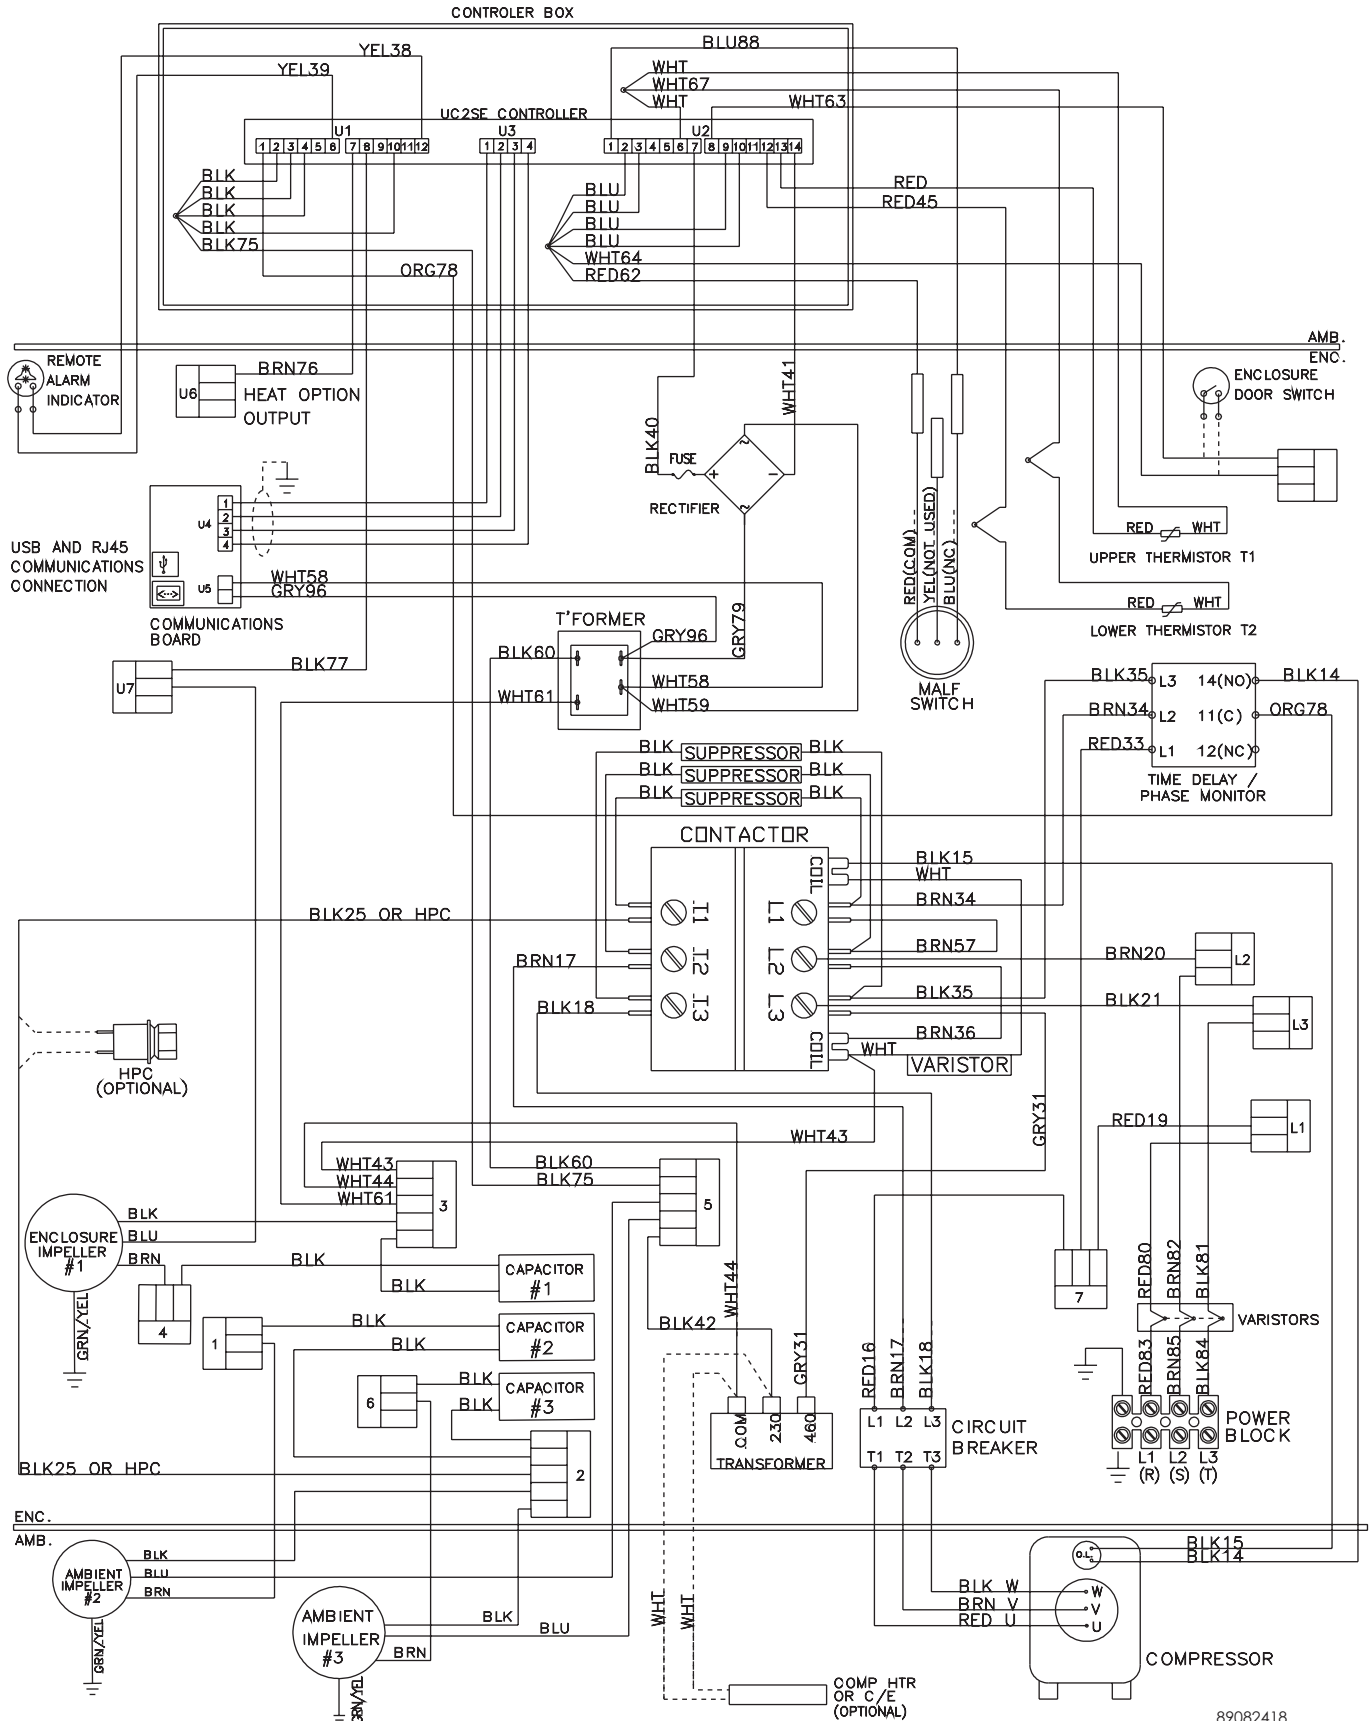 CONTROLER BOX
BLU88
YEL38
WHT
YEL39
WHT67
WHT
WHT63
UC2SE CONTROLLER
U1 U3 U2
1 2 3 4 5 6 7 8 9 10 11 12 1 2 3 4 1 2 3 4 5 6 7 8 9 10 11 12 13 14
BLK
BLK
BLK
BLK
BLK75
ORG78
BLU
BLU
BLU
BLU
WHT64
RED62
RED
RED45
AMB.
ENC.
REMOTE
ALARM
INDICATOR
BRN76
U6
HEAT OPTION
OUTPUT
WHT41
BLK40
FUSE
+ ~ − ~
RECTIFIER
ENCLOSURE
DOOR SWITCH
RED(COM)
YEL(NOT USED)
BLU(NC)
RED WHT
UPPER THERMISTOR T1
RED WHT
LOWER THERMISTOR T2
USB AND RJ45
COMMUNICATIONS
CONNECTION
U4
1
2
3
4
U5
WHT58
GRY96
COMMUNICATIONS
BOARD
T'FORMER
GRY96
GRY79
BLK60
WHT58
WHT61
WHT59
BLK77
U7
MALF
SWITCH
BLK35 L3 14(NO) BLK14
BRN34 L2 11(C) ORG78
RED33 L1 12(NC)
TIME DELAY /
PHASE MONITOR
BLK SUPPRESSOR BLK
BLK SUPPRESSOR BLK
BLK SUPPRESSOR BLK
CONTACTOR
COIL
BLK15
WHT
BRN34
T1 L1
BLK25 OR HPC
BRN57
BRN17
T2 L2
BRN20
L2
BLK35
BLK18
T3 L3
BLK21
L3
BRN36
COIL
WHT
VARISTOR
HPC
(OPTIONAL)
GRY31
RED19
L1
WHT43
WHT43
WHT44
WHT61
3
BLK60
BLK75
5
ENCLOSURE
IMPELLER
#1
BLK
BLU
BRN
GRN/YEL
4
BLK
BLK
CAPACITOR
#1
1
BLK
BLK
CAPACITOR
#2
6
BLK
BLK
CAPACITOR
#3
2
BLK25 OR HPC
WHT44
BLK42
GRY31
COM 230 460
TRANSFORMER
RED16
BRN17
BLK18
L1 L2 L3
T1 T2 T3
CIRCUIT
BREAKER
7
RED80
BRN82
BLK81
VARISTORS
RED83
BRN85
BLK84
POWER
BLOCK
L1 L2 L3
(R) (S) (T)
ENC.
AMB.
AMBIENT
IMPELLER
#2
BLK
BLU
BRN
GRN/YEL
AMBIENT
IMPELLER
#3
BLK
BLU
BRN
GRN/YEL
WHT
WHT
COMP HTR
OR C/E
(OPTIONAL)
O.L.
BLK15
BLK14
BLK W W
BRN V V
RED U U
COMPRESSOR
89082418